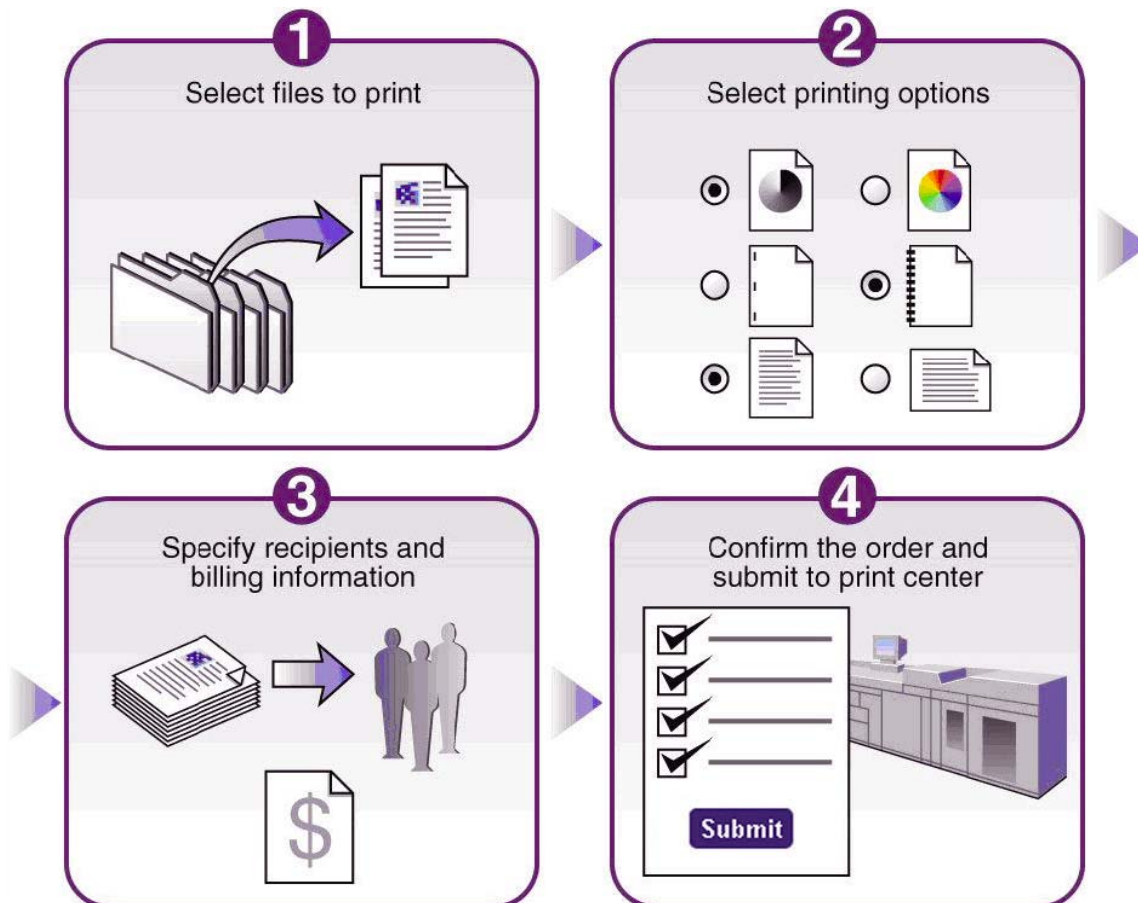 1
Select files to print
2
Select printing options
3
Specify recipients and
billing information
$
4
Confirm the order and
submit to print center
Submit